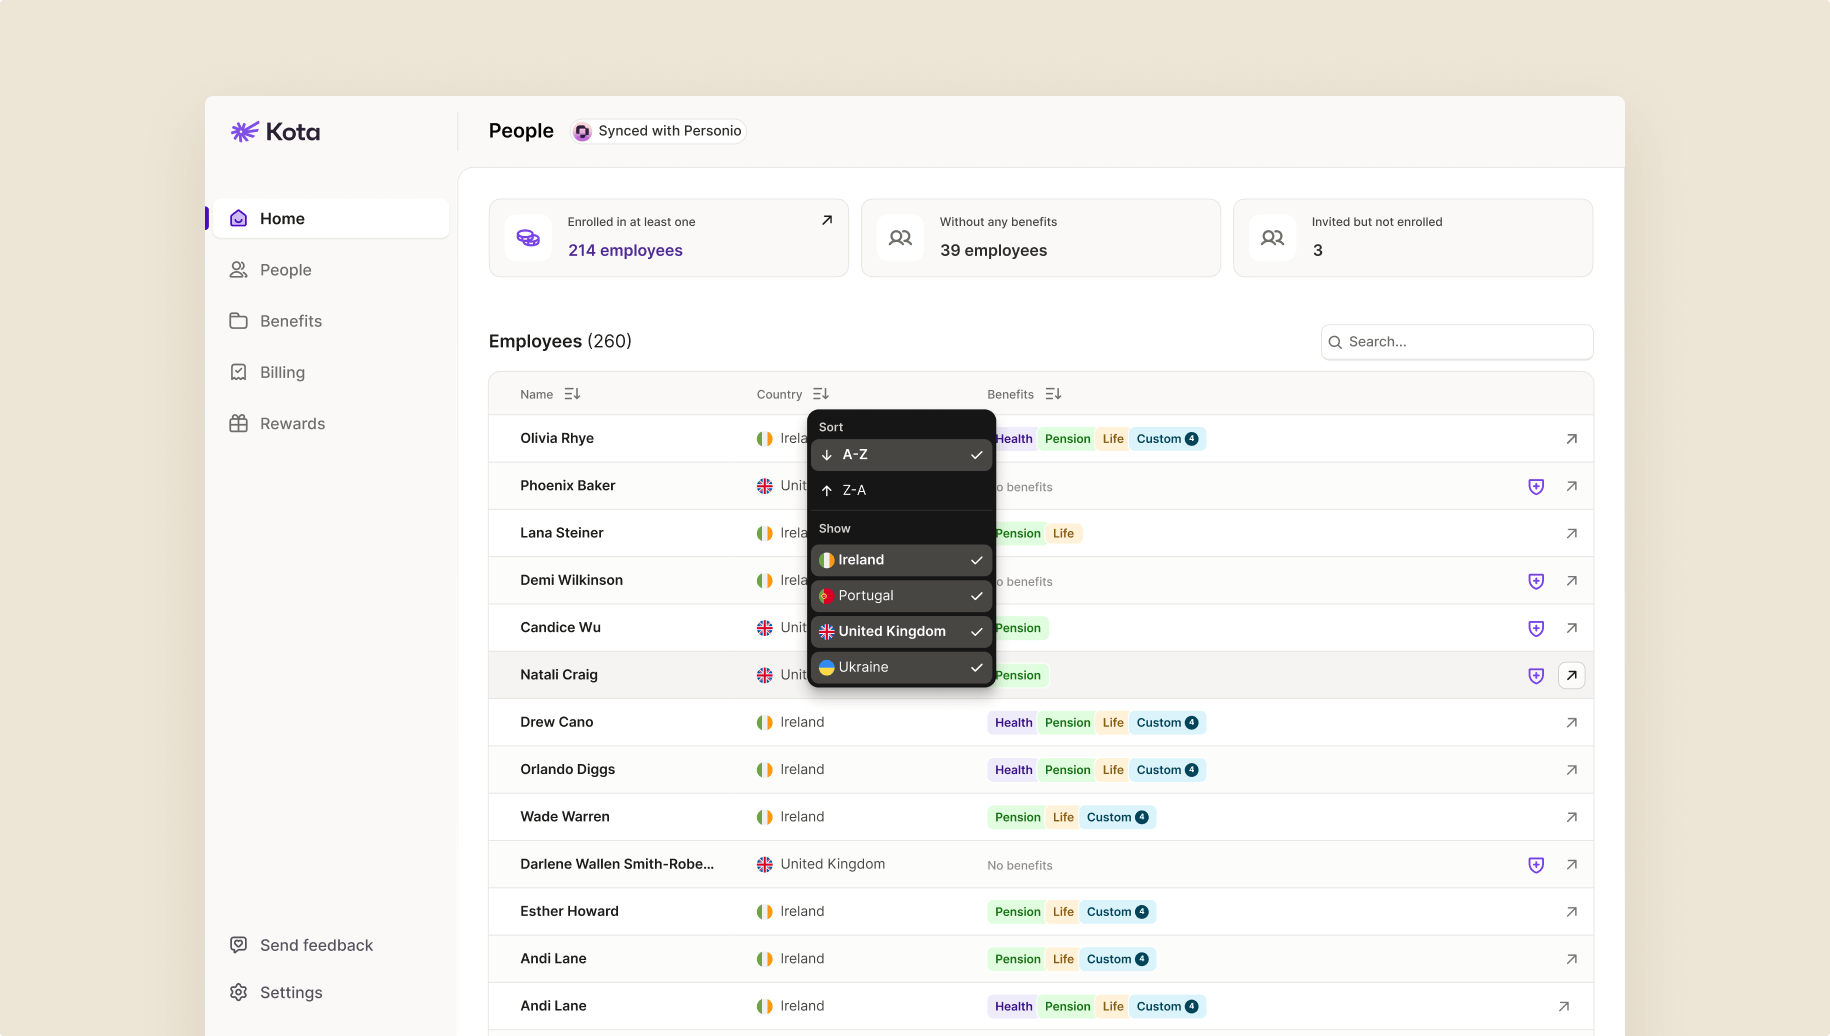 Kota
People
Synced with Personio
Home
People
Benefits
Billing
Rewards
Send feedback
Settings
Enrolled in at least one
214 employees
Without any benefits
39 employees
Invited but not enrolled
3
Employees (260)
Search...
Name Country Benefits
Olivia Rhye Irela Health Pension Life Custom 4
Phoenix Baker Unit o benefits
Lana Steiner Irela Pension Life
Demi Wilkinson Irela o benefits
Candice Wu Unit Pension
Natali Craig Unit Pension
Sort
A-Z
Z-A
Show
Ireland
Portugal
United Kingdom
Ukraine
Drew Cano Ireland Health Pension Life Custom 4
Orlando Diggs Ireland Health Pension Life Custom 4
Wade Warren Ireland Pension Life Custom 4
Darlene Wallen Smith-Robe... United Kingdom No benefits
Esther Howard Ireland Pension Life Custom 4
Andi Lane Ireland Pension Life Custom 4
Andi Lane Ireland Health Pension Life Custom 4